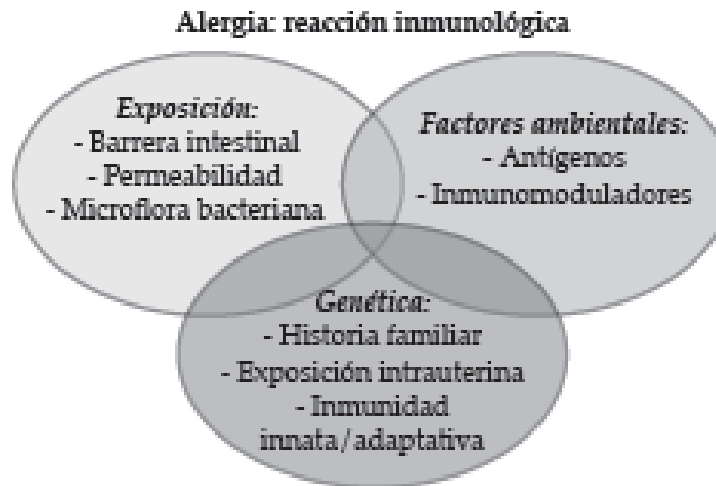 Alergia: reacción inmunológica
Exposición:
- Barrera intestinal
- Permeabilidad
- Microflora bacteriana
Factores ambientales:
- Antígenos
- Inmunomoduladores
Genética:
- Historia familiar
- Exposición intrauterina
- Inmunidad
innata/adaptativa